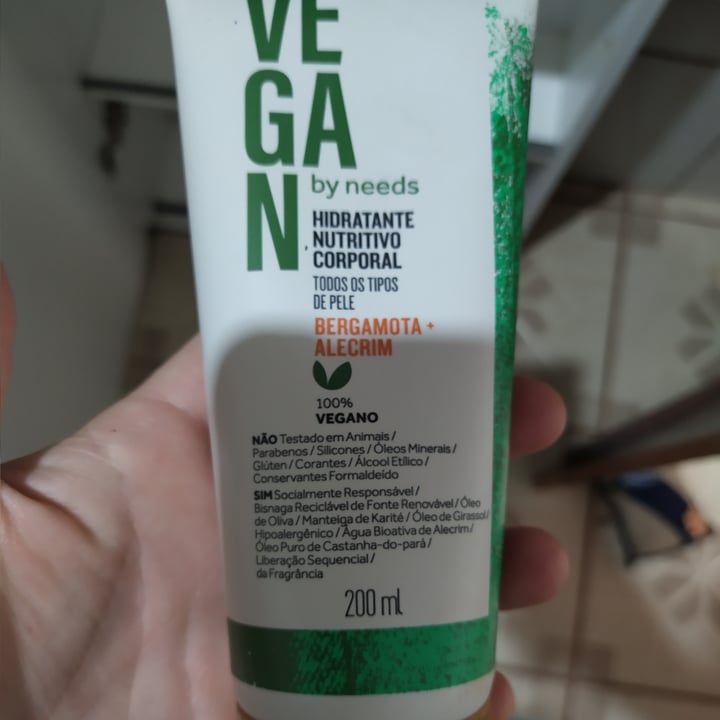 VE
GA
N
by needs
HIDRATANTE
NUTRITIVO
CORPORAL
TODOS OS TIPOS
DE PELE
BERGAMOTA +
ALECRIM
100%
VEGANO
NÃO Testado em Animais /
Parabenos / Silicones / Óleos Minerais /
Glúten / Corantes / Álcool Etílico /
Conservantes Formaldeído
SIM Socialmente Responsável /
Bisnaga Reciclável de Fonte Renovável / Óleo
de Oliva / Manteiga de Karité / Óleo de Girassol/
Hipoalergênico / Água Bioativa de Alecrim /
Óleo Puro de Castanha-do-pará /
Liberação Sequencial /
da Fragrância
200 ml